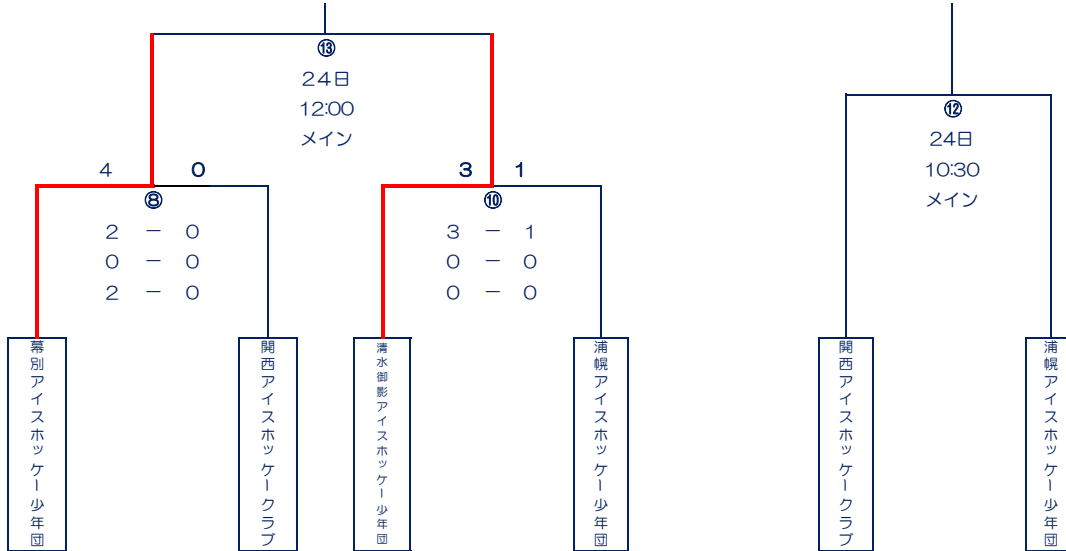 ⑬
24日
12:00
メイン
4 0
⑧
2 － 0
0 － 0
2 － 0
3 1
⑩
3 － 1
0 － 0
0 － 0
幕別アイスホッケー少年団
開西アイスホッケークラブ
清水御影アイスホッケー少年団
浦幌アイスホッケー少年団
⑫
24日
10:30
メイン
開西アイスホッケークラブ
浦幌アイスホッケー少年団